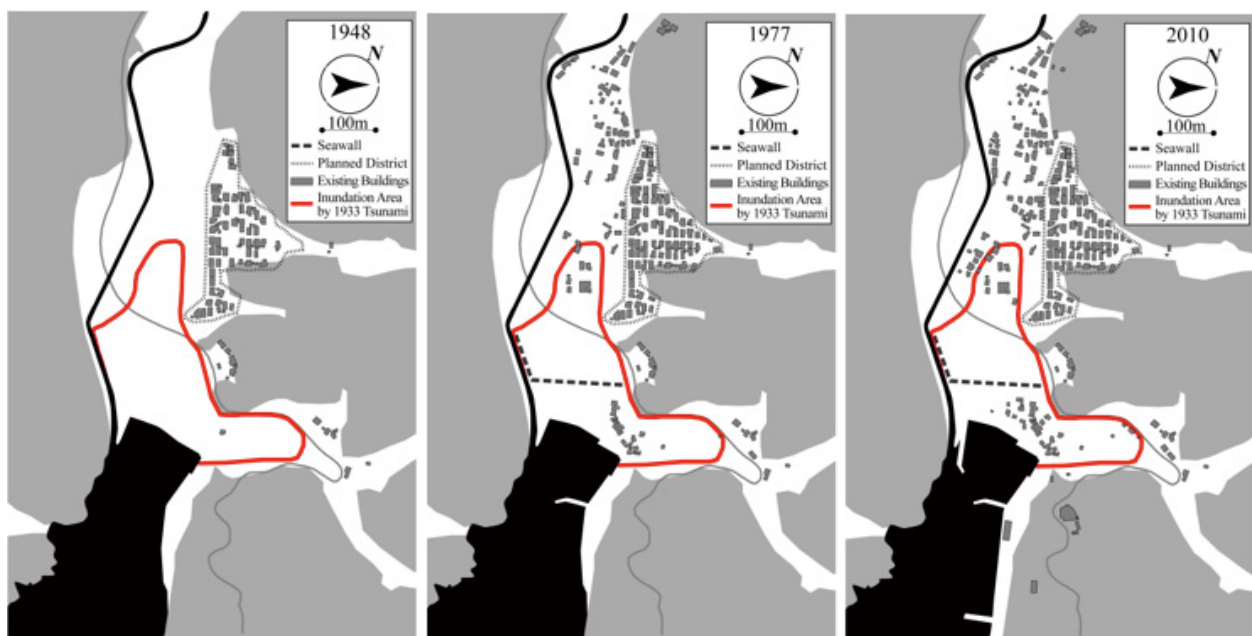 1948
N
100m
Seawall
Planned District
Existing Buildings
Inundation Area
by 1933 Tsunami
1977
N
100m
Seawall
Planned District
Existing Buildings
Inundation Area
by 1933 Tsunami
2010
N
100m
Seawall
Planned District
Existing Buildings
Inundation Area
by 1933 Tsunami